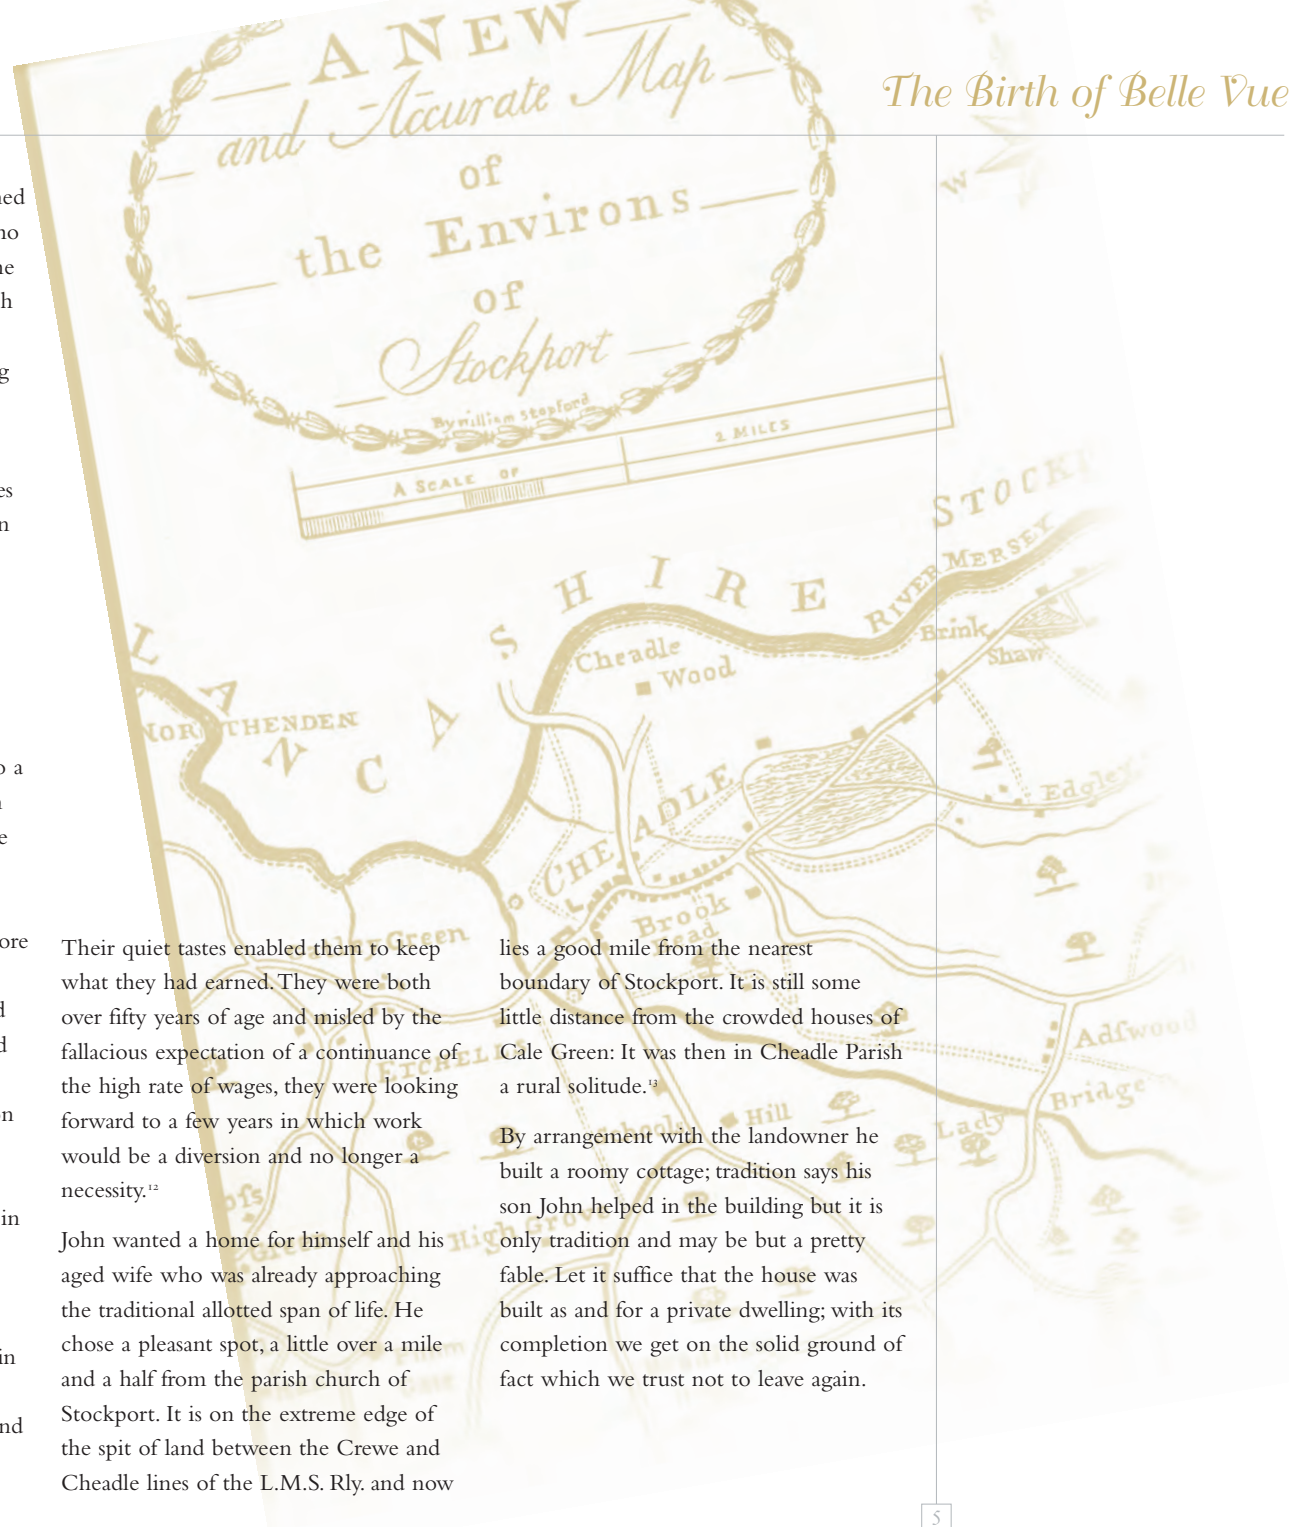 The Birth of Belle Vue
A NEW
and Accurate Map
of
the Environs
of
Stockport
By William Stopford
A SCALE OF
2 MILES
W
LANCASHIRE
RIVER MERSEY
Brink
Shaw
Cheadle
Wood
NORTHENDEN
CHEADLE
Edgley
Brook
Green
Adſwood
Bridge
Lady
Hill
High Grove
ned
no
ne
h
g
es
n
o a
n
e
ore
d
d
on
in
in
nd
Their quiet tastes enabled them to keep
what they had earned. They were both
over fifty years of age and misled by the
fallacious expectation of a continuance of
the high rate of wages, they were looking
forward to a few years in which work
would be a diversion and no longer a
necessity.¹²
John wanted a home for himself and his
aged wife who was already approaching
the traditional allotted span of life. He
chose a pleasant spot, a little over a mile
and a half from the parish church of
Stockport. It is on the extreme edge of
the spit of land between the Crewe and
Cheadle lines of the L.M.S. Rly. and now
lies a good mile from the nearest
boundary of Stockport. It is still some
little distance from the crowded houses of
Cale Green: It was then in Cheadle Parish
a rural solitude.¹³
By arrangement with the landowner he
built a roomy cottage; tradition says his
son John helped in the building but it is
only tradition and may be but a pretty
fable. Let it suffice that the house was
built as and for a private dwelling; with its
completion we get on the solid ground of
fact which we trust not to leave again.
5